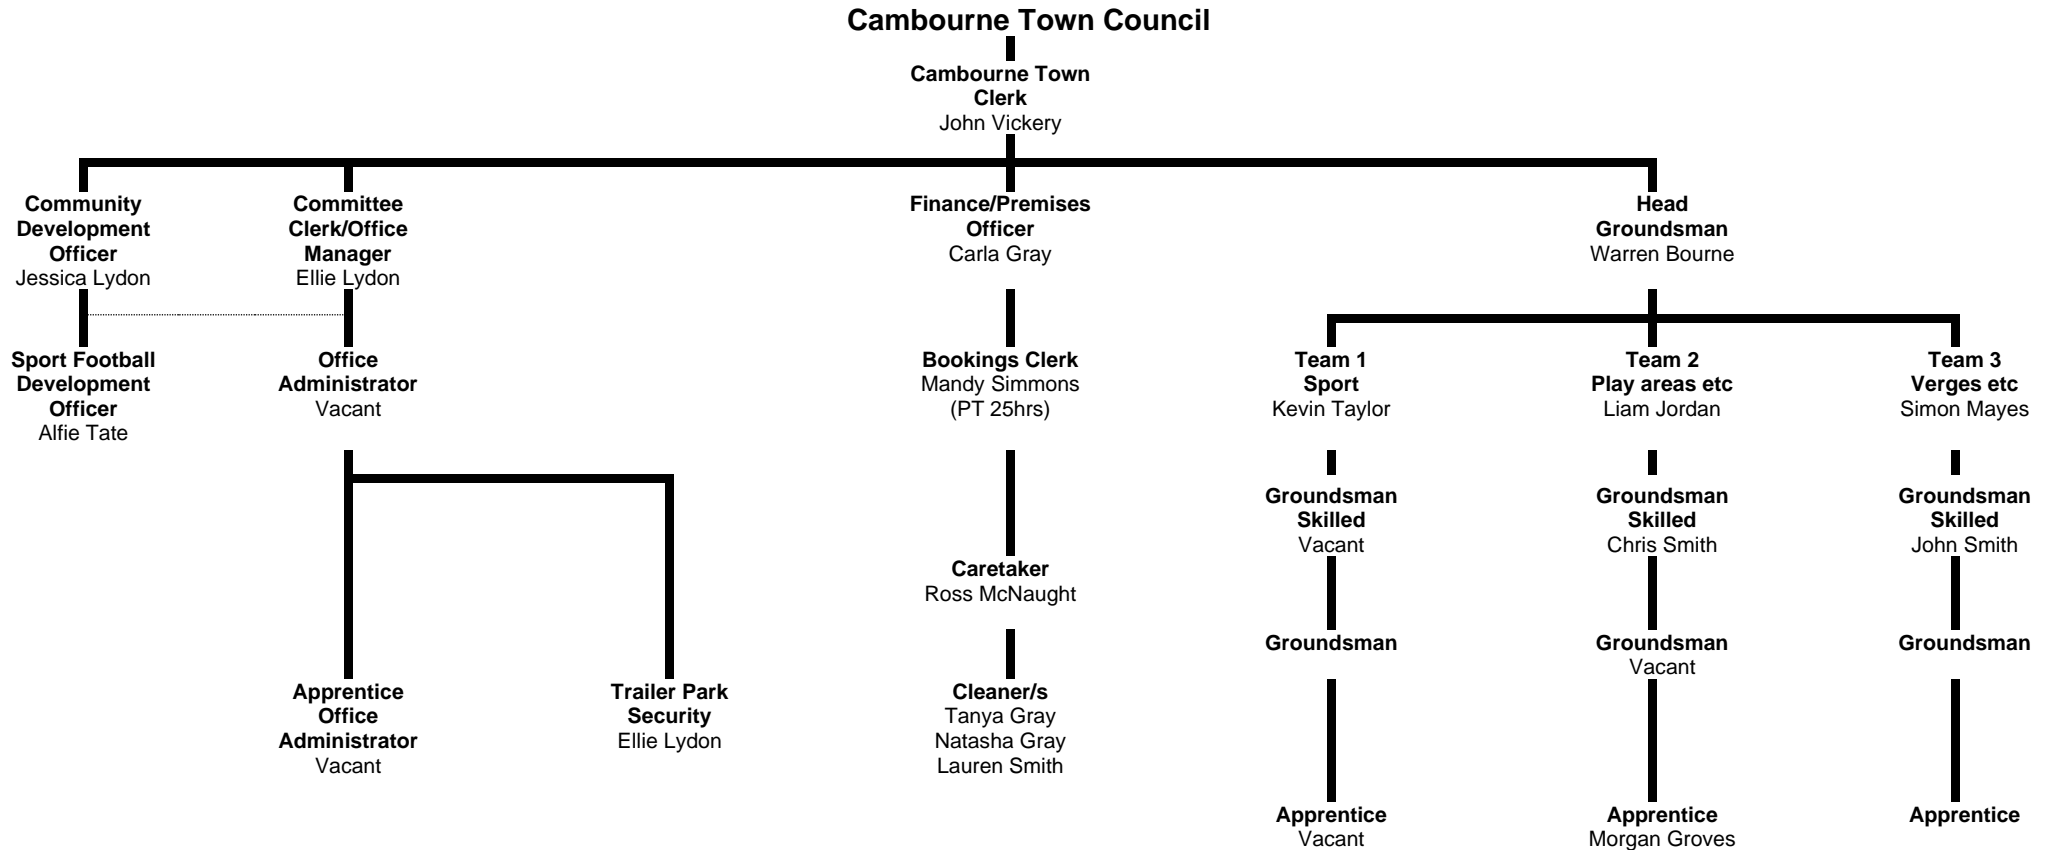 Cambourne Town Council
Cambourne Town
Clerk
John Vickery
Community
Development
Officer
Jessica Lydon
Committee
Clerk/Office
Manager
Ellie Lydon
Finance/Premises
Officer
Carla Gray
Head
Groundsman
Warren Bourne
Sport Football
Development
Officer
Alfie Tate
Office
Administrator
Vacant
Bookings Clerk
Mandy Simmons
(PT 25hrs)
Team 1
Sport
Kevin Taylor
Team 2
Play areas etc
Liam Jordan
Team 3
Verges etc
Simon Mayes
Groundsman
Skilled
Vacant
Groundsman
Skilled
Chris Smith
Groundsman
Skilled
John Smith
Caretaker
Ross McNaught
Groundsman
Groundsman
Vacant
Groundsman
Apprentice
Office
Administrator
Vacant
Trailer Park
Security
Ellie Lydon
Cleaner/s
Tanya Gray
Natasha Gray
Lauren Smith
Apprentice
Vacant
Apprentice
Morgan Groves
Apprentice